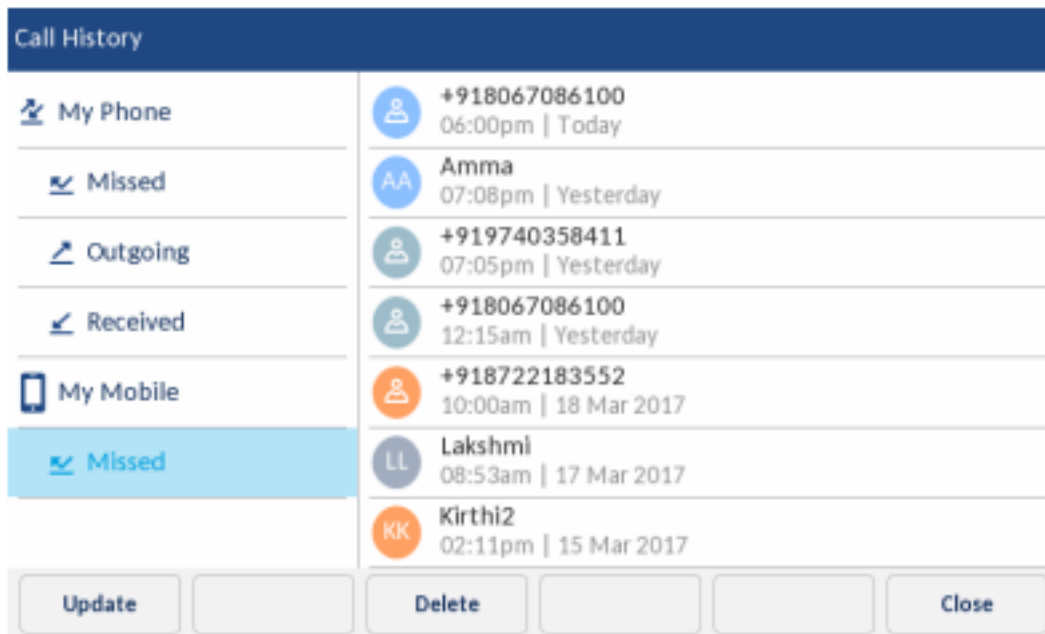 Call History
My Phone
Missed
Outgoing
Received
My Mobile
Missed
+918067086100
06:00pm | Today
AA
Amma
07:08pm | Yesterday
+919740358411
07:05pm | Yesterday
+918067086100
12:15am | Yesterday
+918722183552
10:00am | 18 Mar 2017
LL
Lakshmi
08:53am | 17 Mar 2017
KK
Kirthi2
02:11pm | 15 Mar 2017
Update
Delete
Close